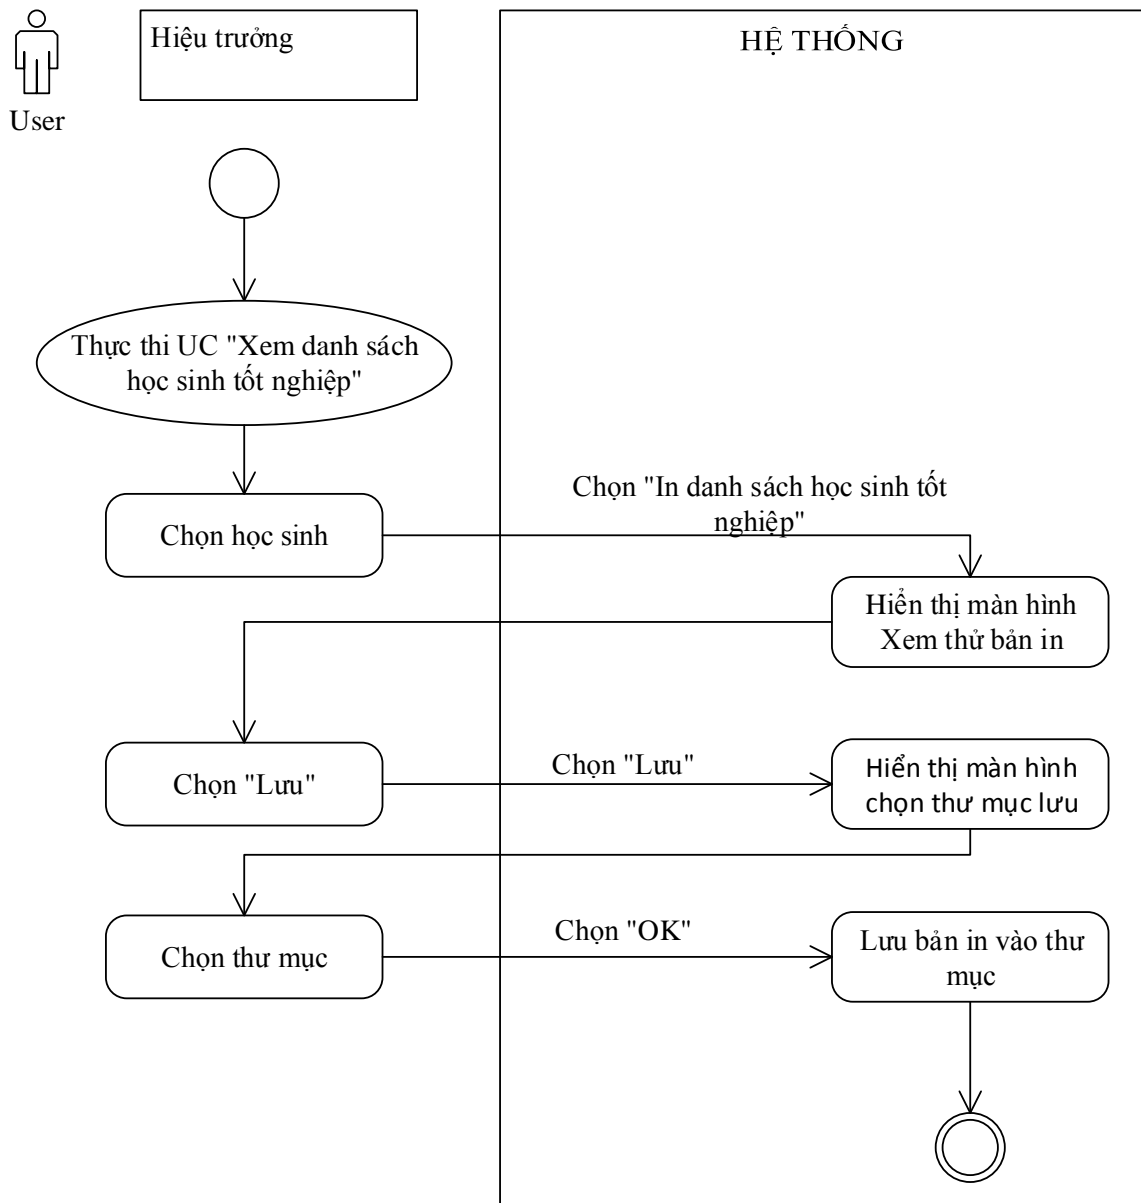 Hiệu trưởng
HỆ THỐNG
User
Thực thi UC "Xem danh sách
học sinh tốt nghiệp"
Chọn "In danh sách học sinh tốt
nghiệp"
Chọn học sinh
Hiển thị màn hình
Xem thử bản in
Chọn "Lưu"
Chọn "Lưu"
Hiển thị màn hình
chọn thư mục lưu
Chọn thư mục
Chọn "OK"
Lưu bản in vào thư
mục